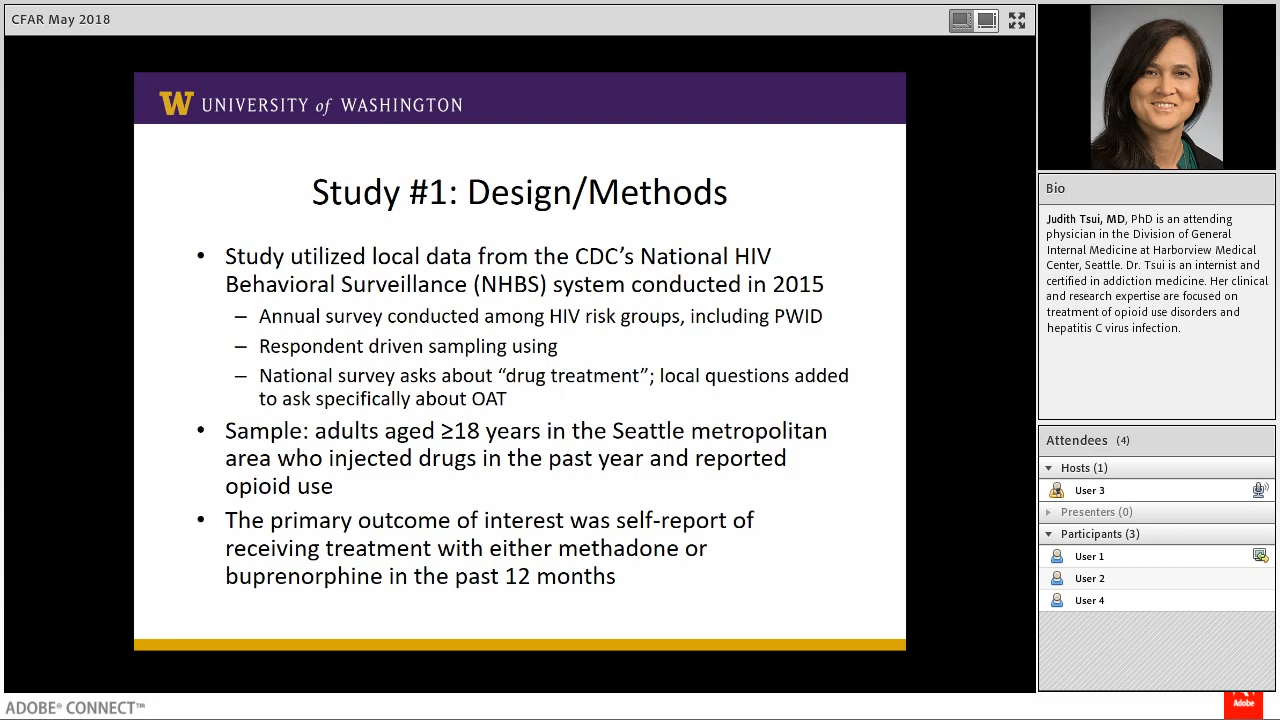 CFAR May 2018
W UNIVERSITY of WASHINGTON
Study #1: Design/Methods
• Study utilized local data from the CDC's National HIV
Behavioral Surveillance (NHBS) system conducted in 2015
– Annual survey conducted among HIV risk groups, including PWID
– Respondent driven sampling using
– National survey asks about “drug treatment”; local questions added
to ask specifically about OAT
• Sample: adults aged ≥18 years in the Seattle metropolitan
area who injected drugs in the past year and reported
opioid use
• The primary outcome of interest was self-report of
receiving treatment with either methadone or
buprenorphine in the past 12 months
Bio
Judith Tsui, MD, PhD is an attending
physician in the Division of General
Internal Medicine at Harborview Medical
Center, Seattle. Dr. Tsui is an internist and
certified in addiction medicine. Her clinical
and research expertise are focused on
treatment of opioid use disorders and
hepatitis C virus infection.
Attendees (4)
Hosts (1)
User 3
Presenters (0)
Participants (3)
User 1
User 2
User 4
ADOBE® CONNECT™
Adobe